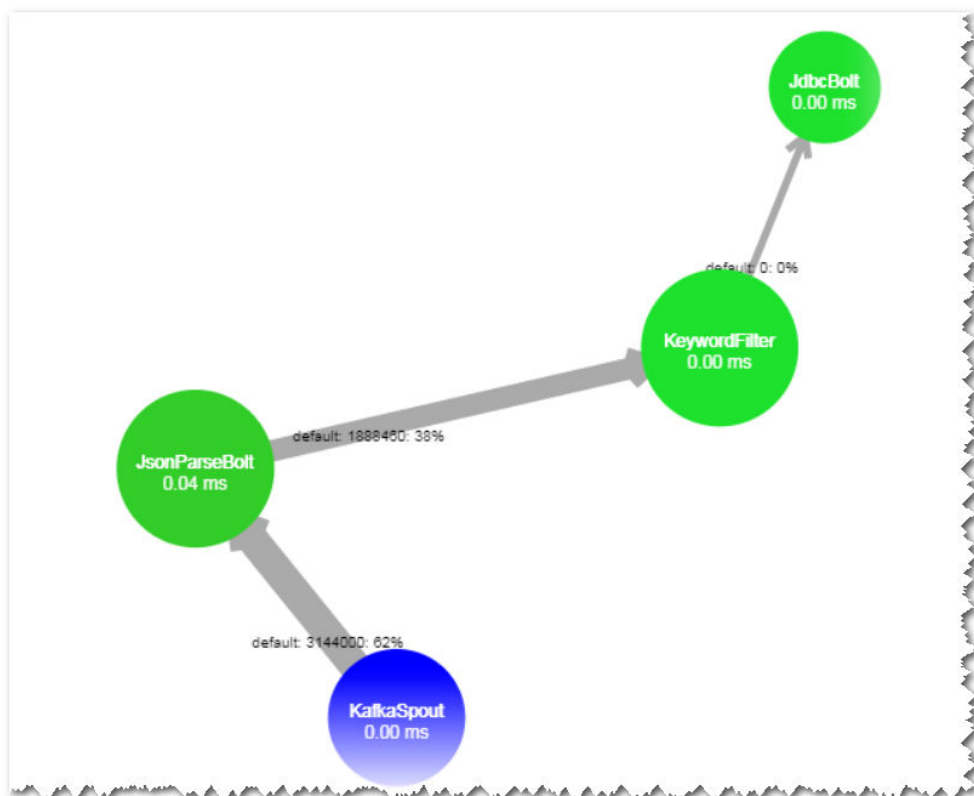 JdbcBolt
0.00 ms
default: 0: 0%
KeywordFilter
0.00 ms
default: 1888460: 38%
JsonParseBolt
0.04 ms
default: 3144000: 62%
KafkaSpout
0.00 ms